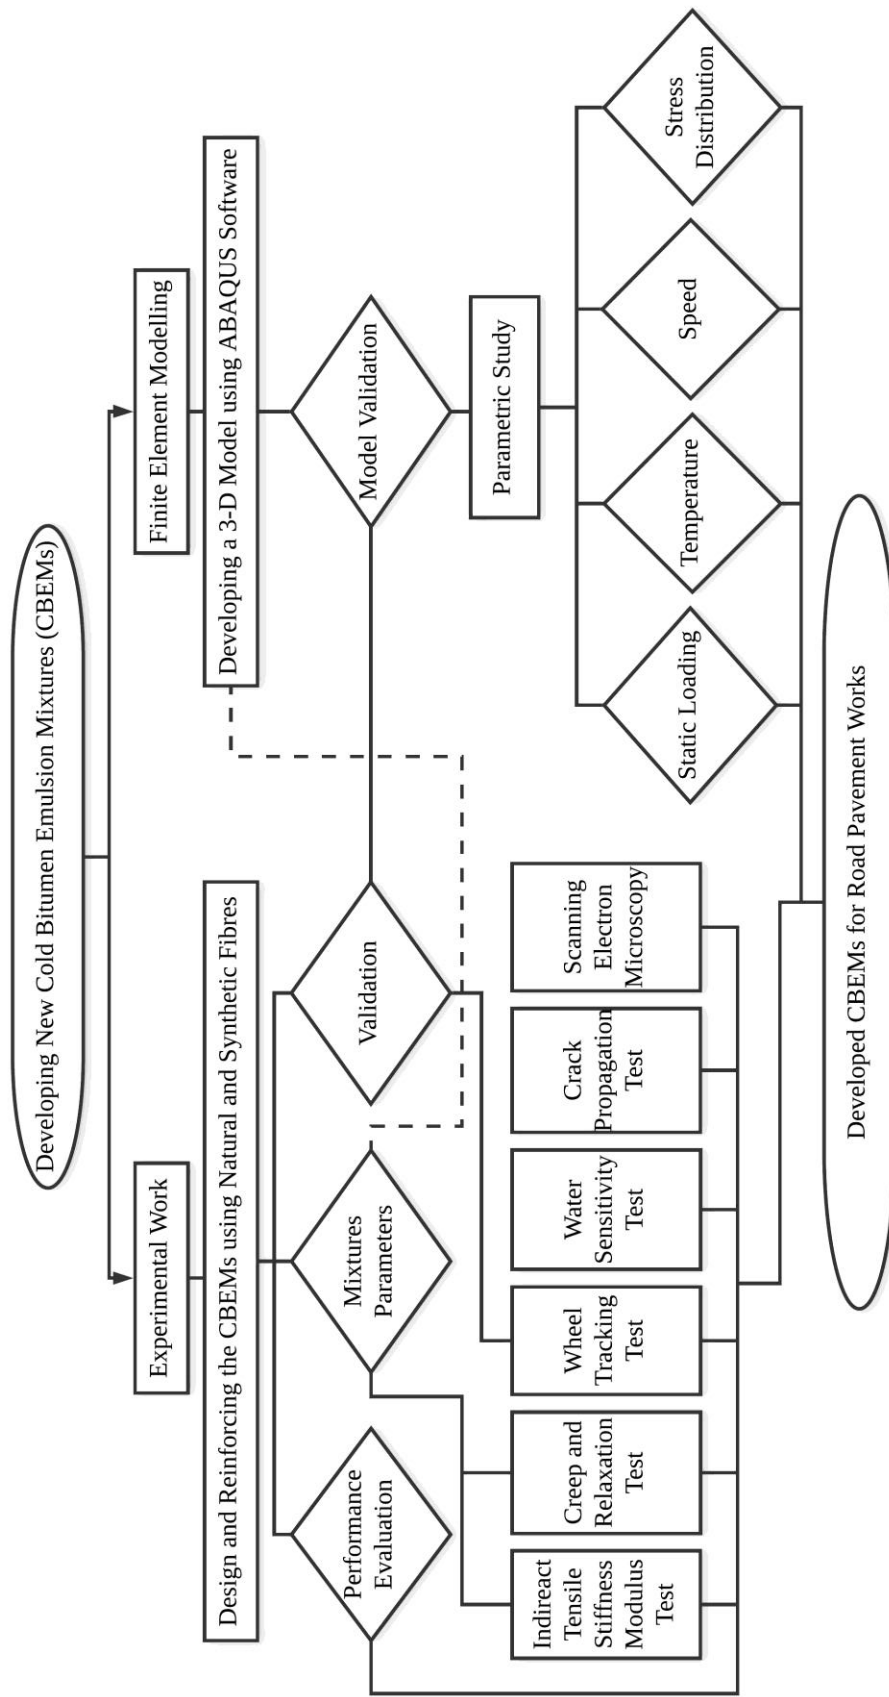 Developing New Cold Bitumen Emulsion Mixtures (CBEMs)
Experimental Work
Finite Element Modelling
Design and Reinforcing the CBEMs using Natural and Synthetic Fibres
Developing a 3-D Model using ABAQUS Software
Performance
Evaluation
Mixtures
Parameters
Validation
Model Validation
Parametric Study
Indireact
Tensile
Stiffness
Modulus
Test
Creep and
Relaxation
Test
Wheel
Tracking
Test
Water
Sensitivity
Test
Crack
Propagation
Test
Scanning
Electron
Microscopy
Static Loading
Temperature
Speed
Stress
Distribution
Developed CBEMs for Road Pavement Works